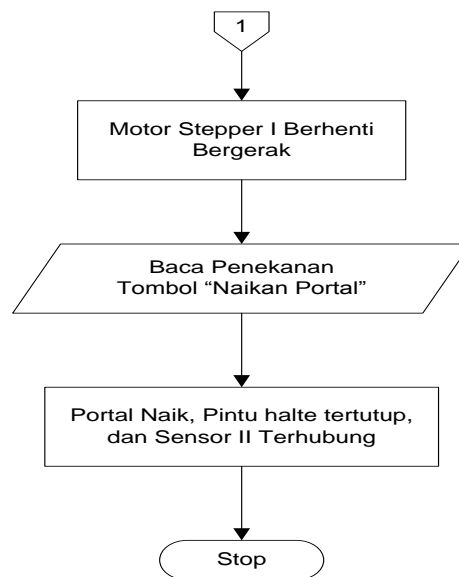 1
Motor Stepper I Berhenti
Bergerak
Baca Penekanan
Tombol “Naikan Portal”
Portal Naik, Pintu halte tertutup,
dan Sensor II Terhubung
Stop